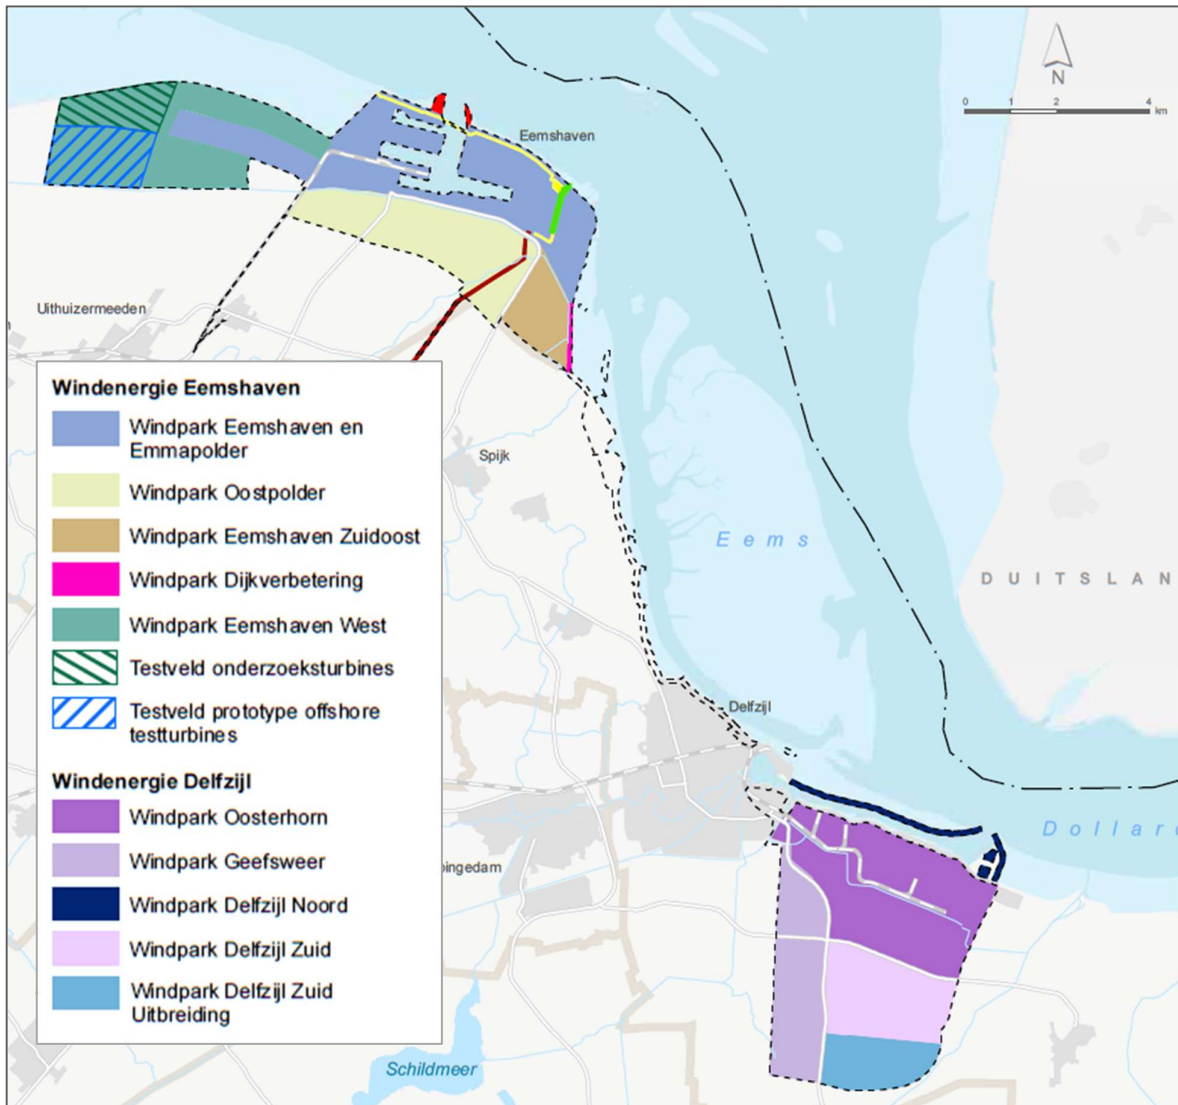 N
0 1 2 4
km
Eemshaven
Uithuizermeeden
n
Windenergie Eemshaven
Windpark Eemshaven en
Emmapolder
Windpark Oostpolder
Windpark Eemshaven Zuidoost
Windpark Dijkverbetering
Windpark Eemshaven West
Testveld onderzoeksturbines
Testveld prototype offshore
testturbines
Windenergie Delfzijl
Windpark Oosterhorn
Windpark Geefsweer
Windpark Delfzijl Noord
Windpark Delfzijl Zuid
Windpark Delfzijl Zuid
Uitbreiding
Spijk
Eems
DUITSLAN
Delfzijl
Dollard
pingedam
Schildmeer